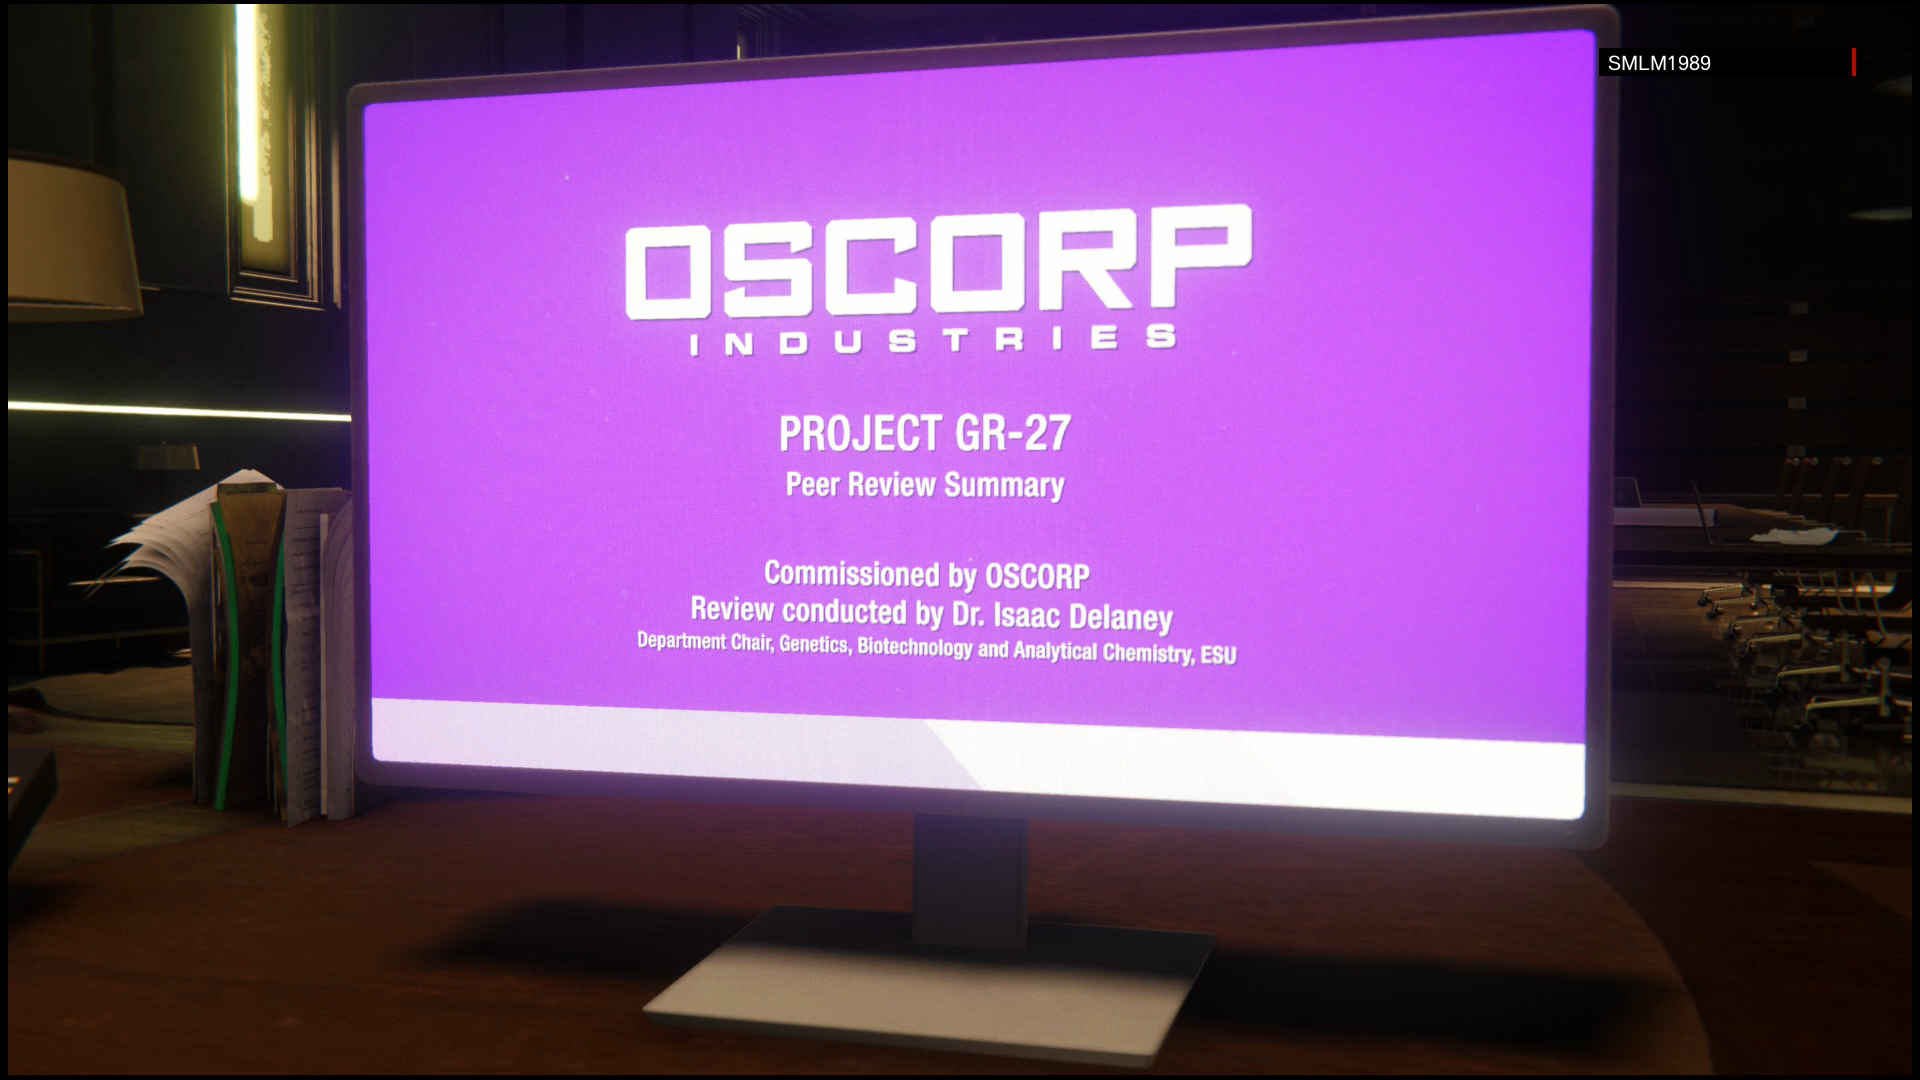 SMLM1989
OSCORP
INDUSTRIES
PROJECT GR-27
Peer Review Summary
Commissioned by OSCORP
Review conducted by Dr. Isaac Delaney
Department Chair, Genetics, Biotechnology and Analytical Chemistry, ESU